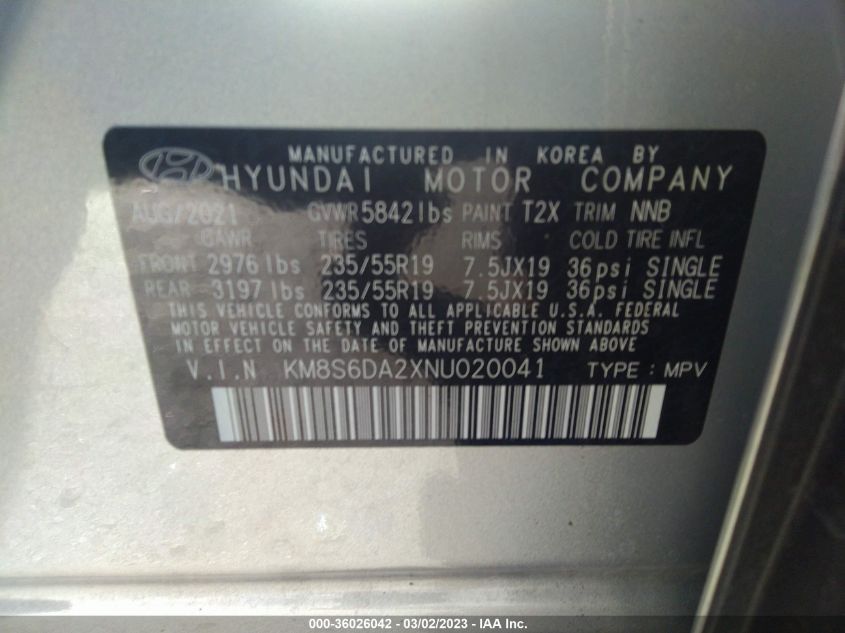 MANUFACTURED IN KOREA BY
HYUNDAI MOTOR COMPANY
AUG/2021 GVWR 5842lbs PAINT T2X TRIM NNB
GAWR TIRES RIMS COLD TIRE INFL
FRONT 2976 lbs 235/55R19 7.5JX19 36psi SINGLE
REAR 3197 lbs 235/55R19 7.5JX19 36psi SINGLE
THIS VEHICLE CONFORMS TO ALL APPLICABLE U.S.A. FEDERAL
MOTOR VEHICLE SAFETY AND THEFT PREVENTION STANDARDS
IN EFFECT ON THE DATE OF MANUFACTURE SHOWN ABOVE
V.I.N KM8S6DA2XNU020041 TYPE : MPV
000-36026042 - 03/02/2023 - IAA Inc.